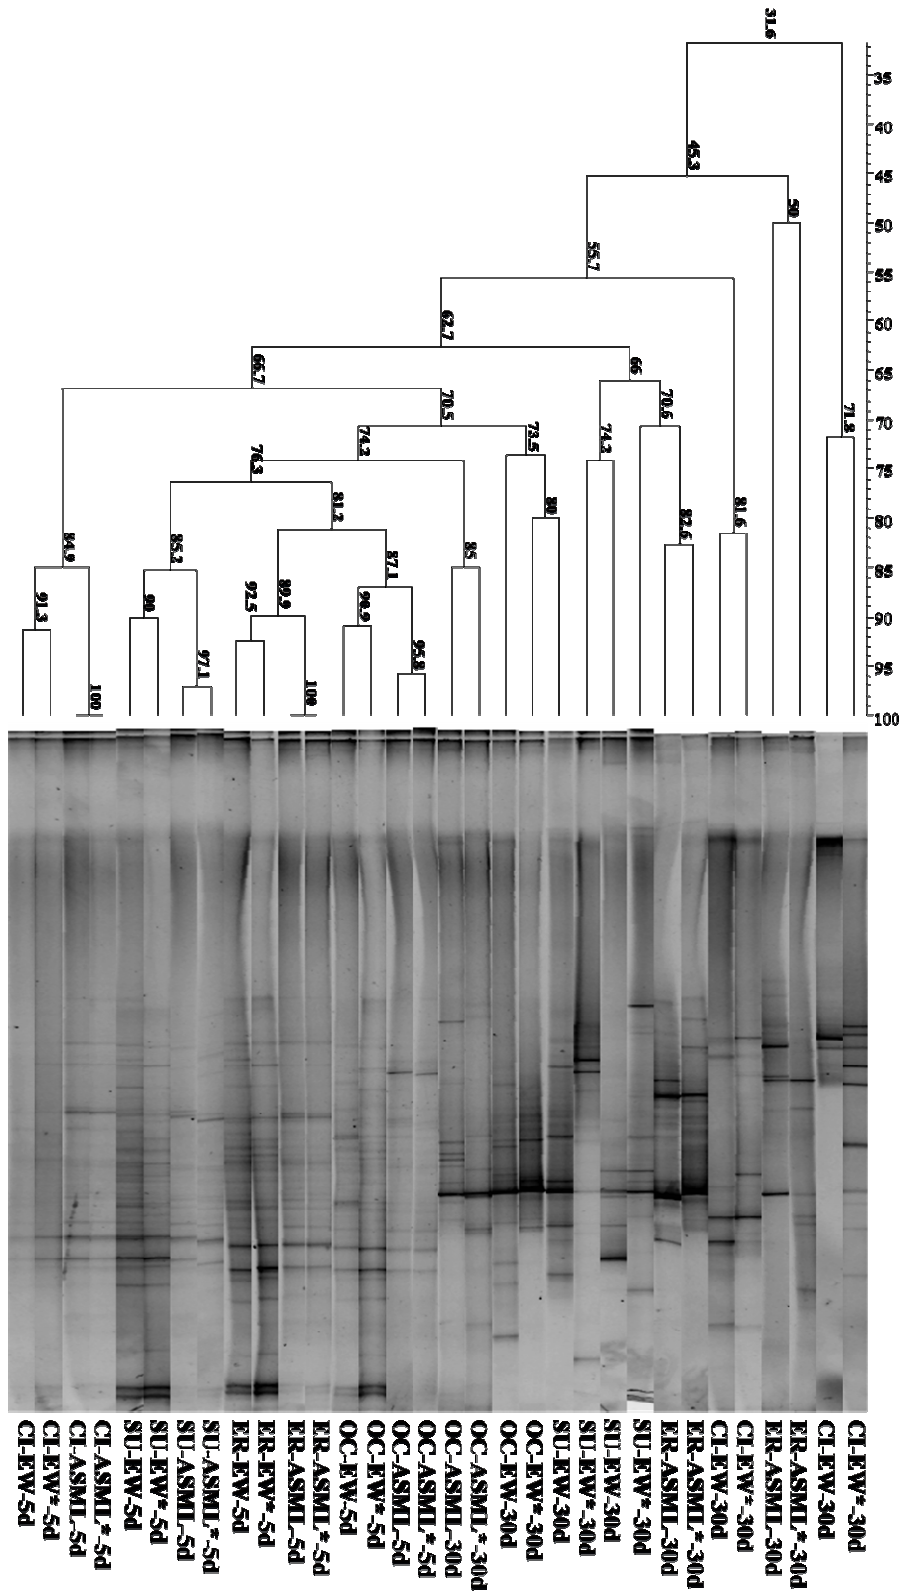 31.6
35
40
45.3
45
50
50
55.7
55
62.7
60
66.7
66
65
70.5
70.6
71.8
70
74.2
73.5
74.2
75
76.3
81.2
80
81.6
82.6
80
84.9
85.2
87.1
85
85
91.3
90
92.5
89.9
90.9
90
97.1
95.8
95
100
100
100
CI-EW-5d
CI-EW*-5d
CI-ASML-5d
CI-ASML*-5d
SU-EW-5d
SU-EW*-5d
SU-ASML-5d
SU-ASML*-5d
ER-EW-5d
ER-EW*-5d
ER-ASML-5d
ER-ASML*-5d
OC-EW-5d
OC-EW*-5d
OC-ASML-5d
OC-ASML*-5d
OC-ASML-30d
OC-ASML*-30d
OC-EW-30d
OC-EW*-30d
SU-EW-30d
SU-EW*-30d
SU-EW-30d
SU-EW*-30d
ER-ASML-30d
ER-ASML*-30d
CI-EW-30d
CI-EW*-30d
ER-ASML-30d
ER-ASML*-30d
CI-EW-30d
CI-EW*-30d